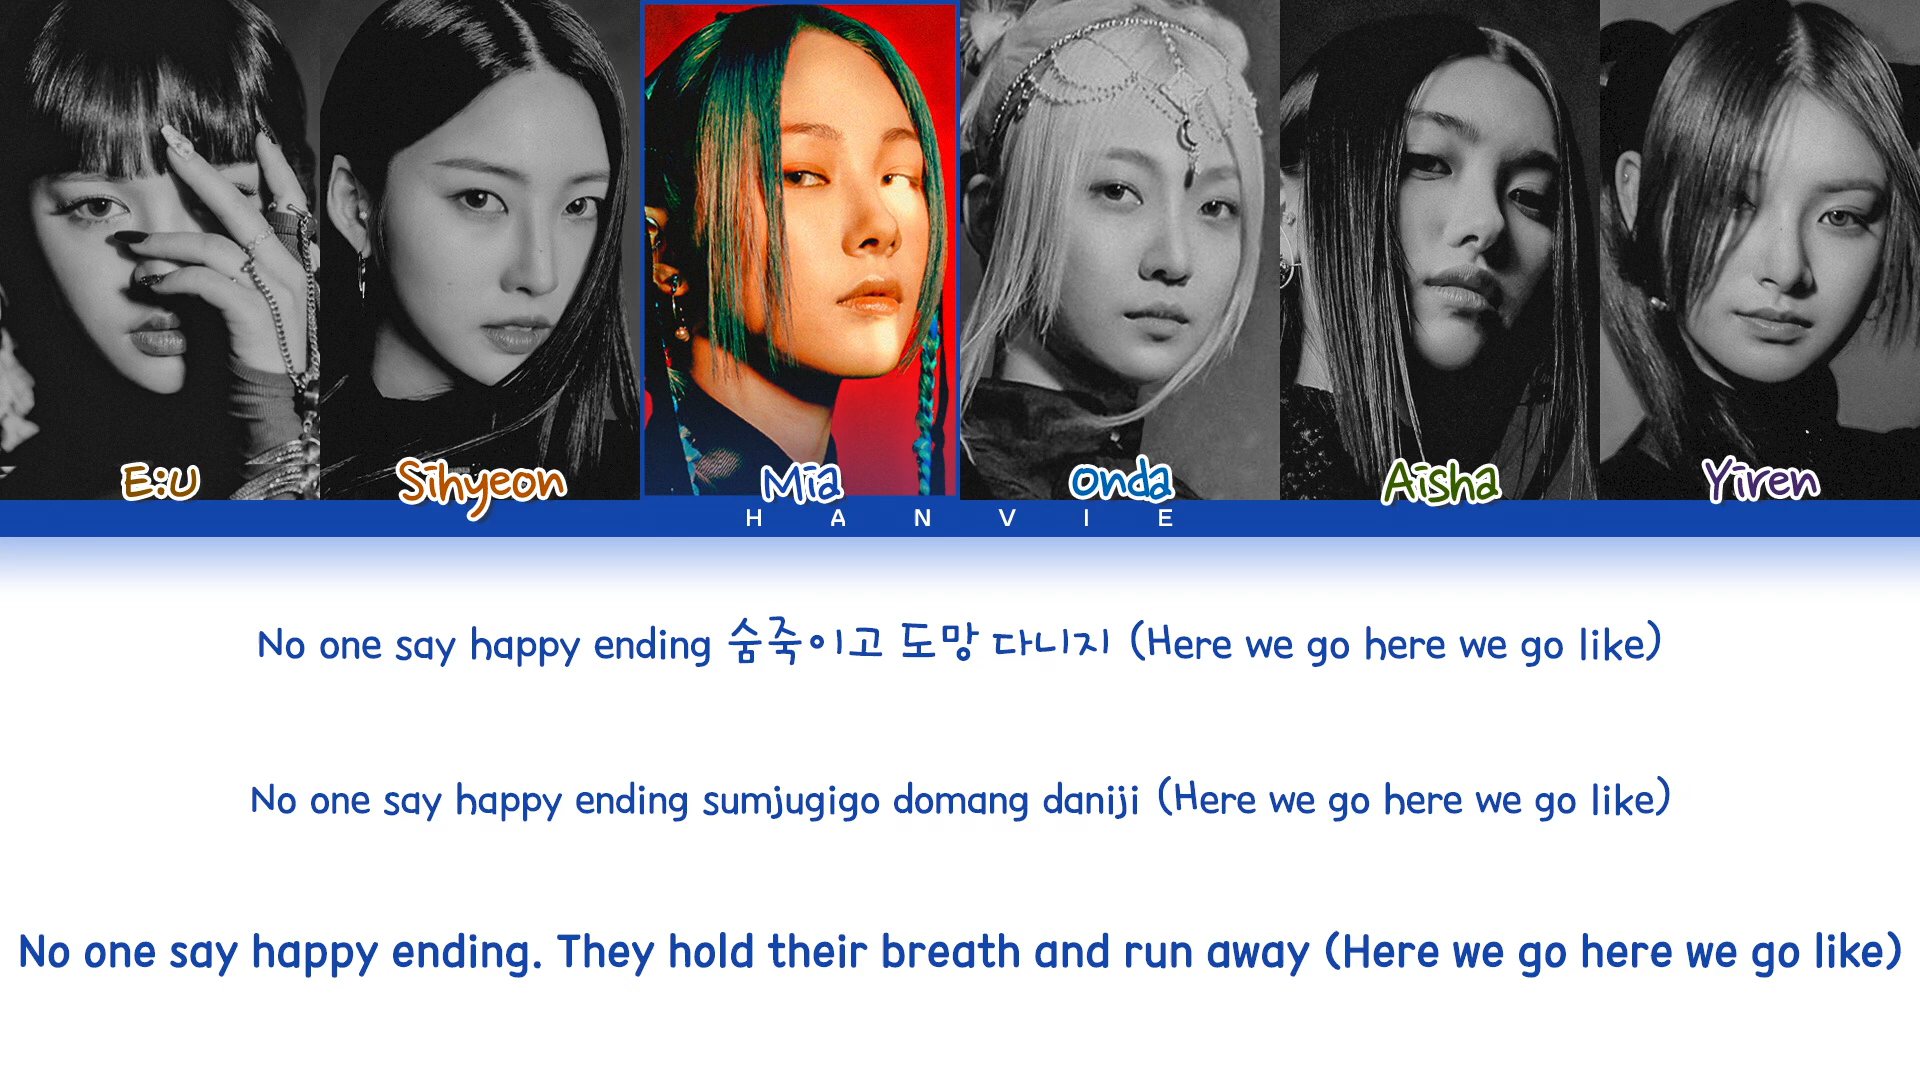 E:U
Sihyeon
Mia
Onda
Aisha
Yiren
HANVIE
No one say happy ending 숨죽이고 도망 다니지 (Here we go here we go like)
No one say happy ending sumjugigo domang daniji (Here we go here we go like)
No one say happy ending. They hold their breath and run away (Here we go here we go like)